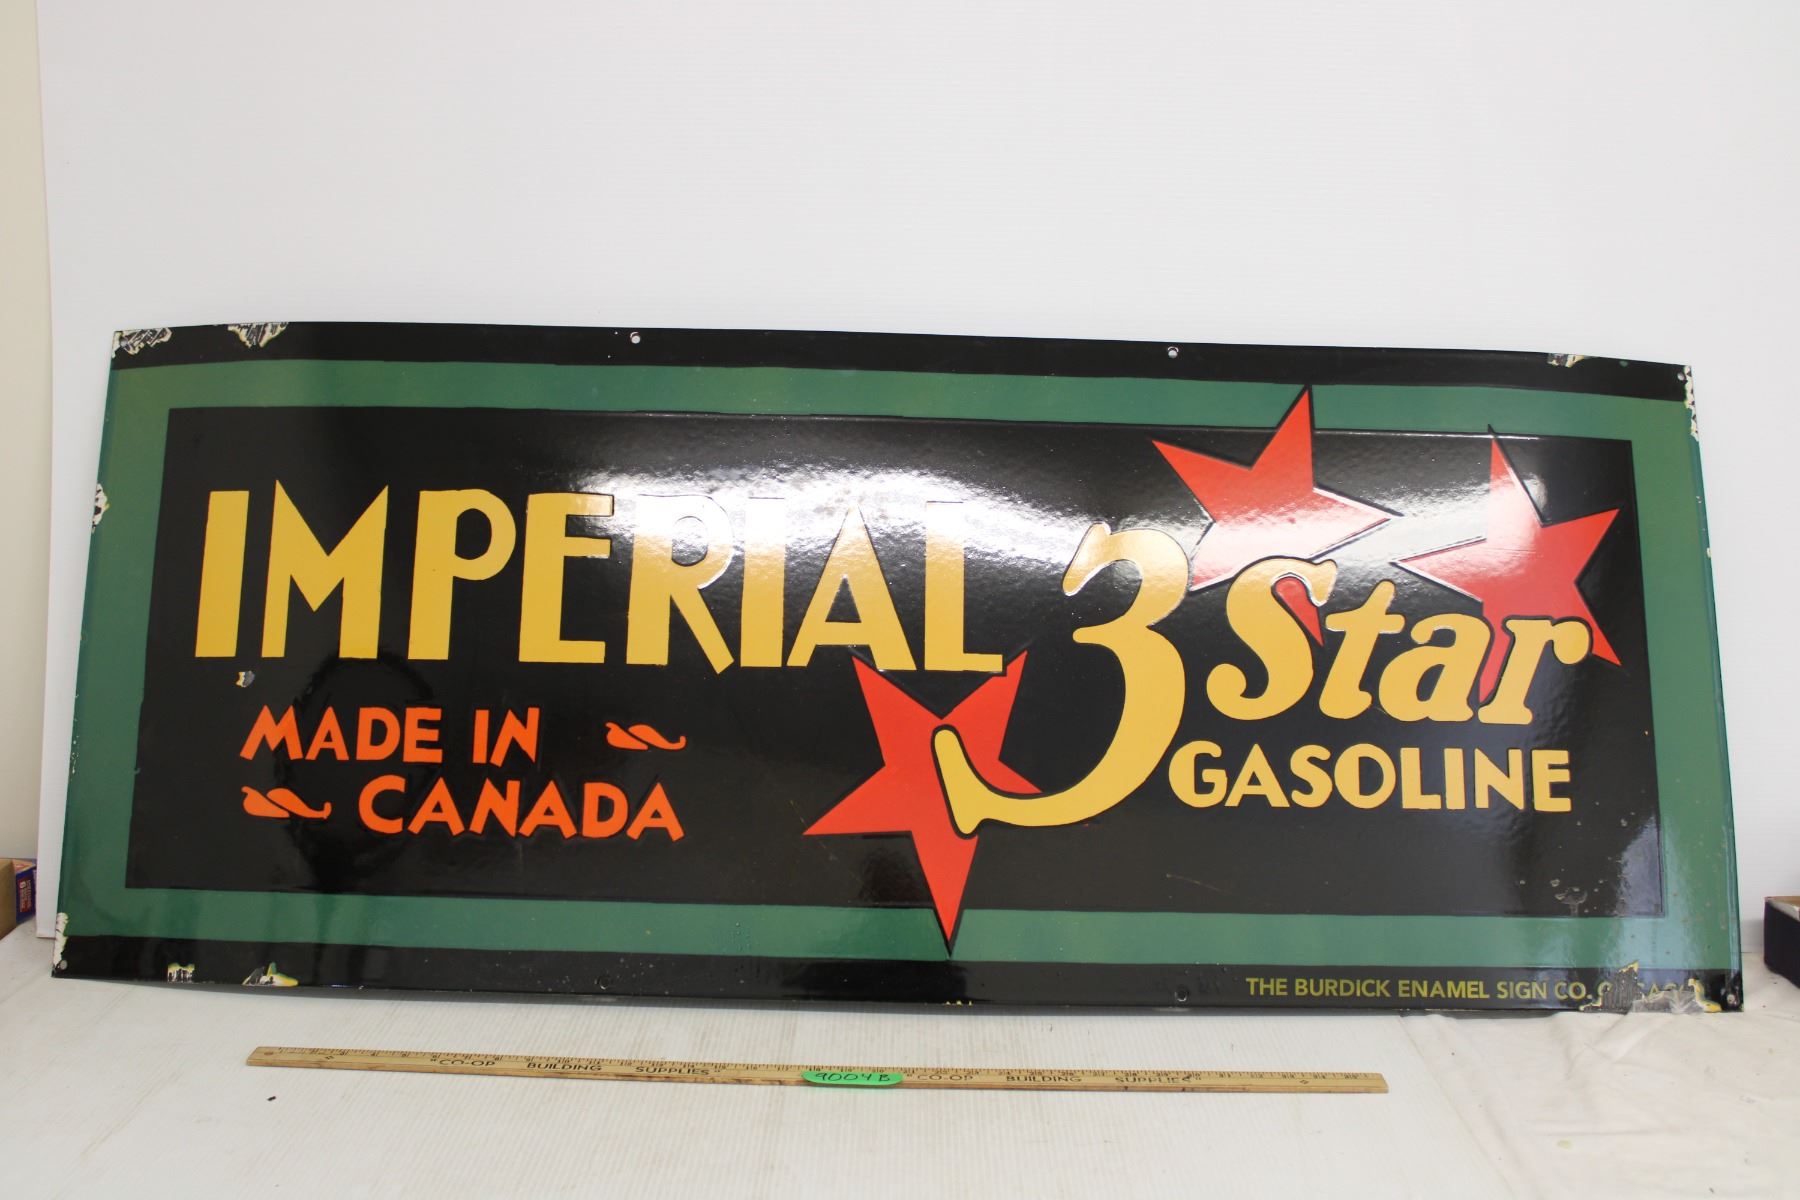 IMPERIAL 3 Star
GASOLINE
MADE IN
CANADA
THE BURDICK ENAMEL SIGN CO.
"CO-OP BUILDING SUPPLIES" 9004B "CO-OP BUILDING SUPPLIES"